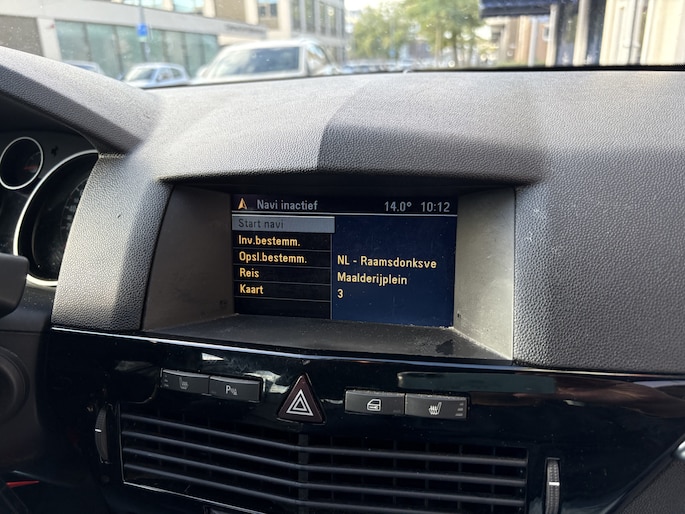 Navi inactief 14.0° 10:12
Start navi
Inv.bestemm.
Opsl.bestemm.
Reis
Kaart
NL - Raamsdonksve
Maalderijplein
3